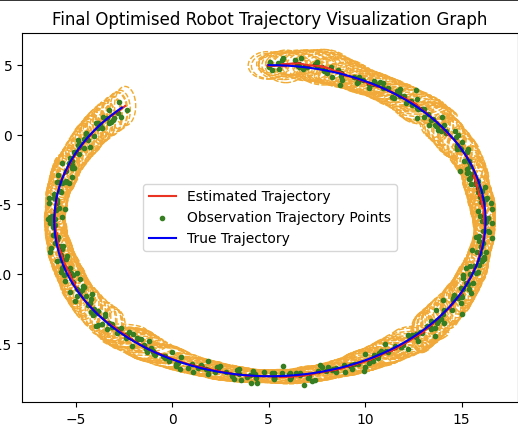 Final Optimised Robot Trajectory Visualization Graph
5
0
-5
10
.5
Estimated Trajectory
Observation Trajectory Points
True Trajectory
−5
0
5
10
15